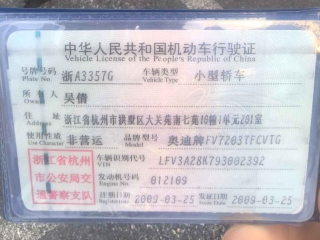 中华人民共和国机动车行驶证
Vehicle License of the People's Republic of China
号牌号码 浙A3357G 车辆类型 小型轿车
Plate No. Vehicle Type
所有人 吴倩
Owner
住址 浙江省杭州市拱墅区大关苑南七苑10幢1单元201室
Address
使用性质 非营运 品牌型号 奥迪牌FV7203TFCVTG
Use Character Model
浙江省杭州市公安局交通警察支队
车辆识别代号 LFV3A28K793002392
VIN
发动机号码 012109
Engine No.
注册日期 2009-03-25 发证日期 2009-03-25
Register Date Issue Date